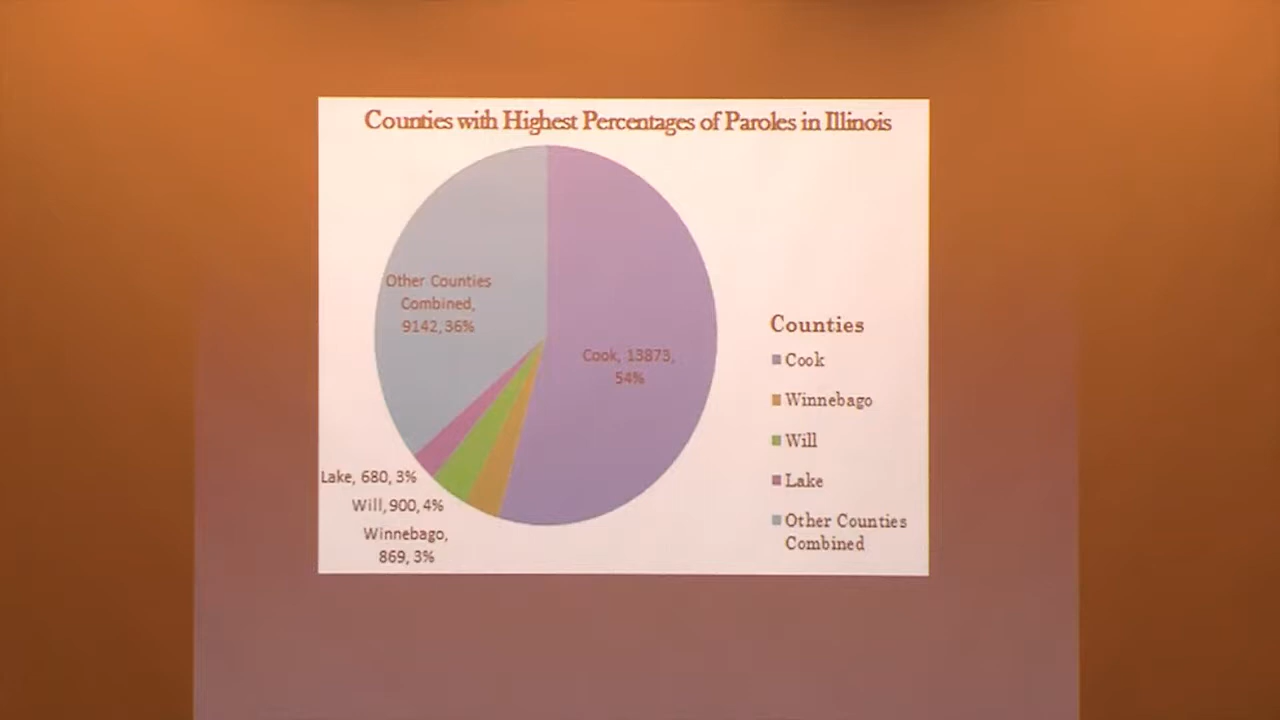 Counties with Highest Percentages of Paroles in Illinois
Other Counties
Combined,
9142, 36%
Cook, 13873,
54%
Lake, 680, 3%
Will, 900, 4%
Winnebago,
869, 3%
Counties
Cook
Winnebago
Will
Lake
Other Counties
Combined